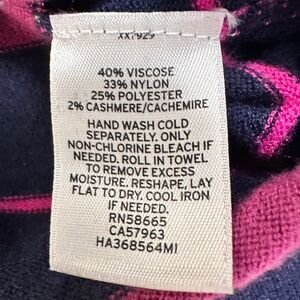 40% VISCOSE
33% NYLON
25% POLYESTER
2% CASHMERE/CACHEMIRE
HAND WASH COLD
SEPARATELY. ONLY
NON-CHLORINE BLEACH IF
NEEDED. ROLL IN TOWEL
TO REMOVE EXCESS
MOISTURE. RESHAPE, LAY
FLAT TO DRY. COOL IRON
IF NEEDED.
RN58665
CA57963
HA368564MI